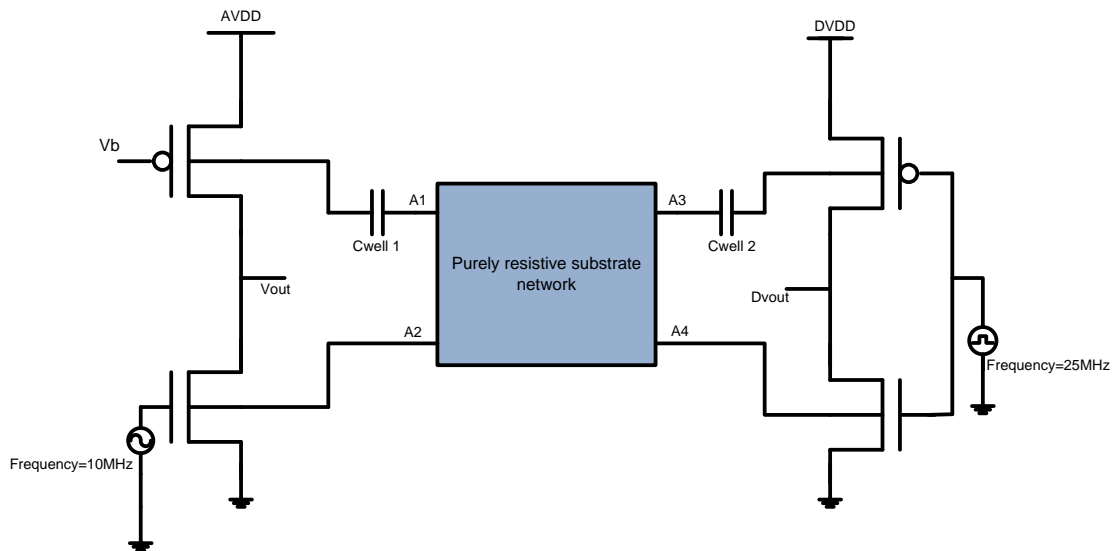 AVDD
DVDD
Vb
A1
A3
Cwell 1
Cwell 2
Purely resistive substrate
network
Vout
Dvout
A2
A4
Frequency=25MHz
Frequency=10MHz